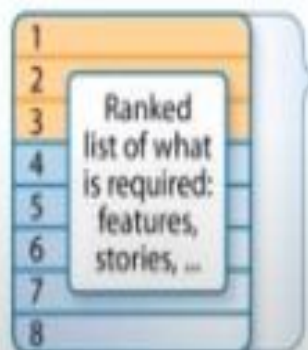 1
2
3
4
5
6
7
8
Ranked
list of what
is required:
features,
stories, ...